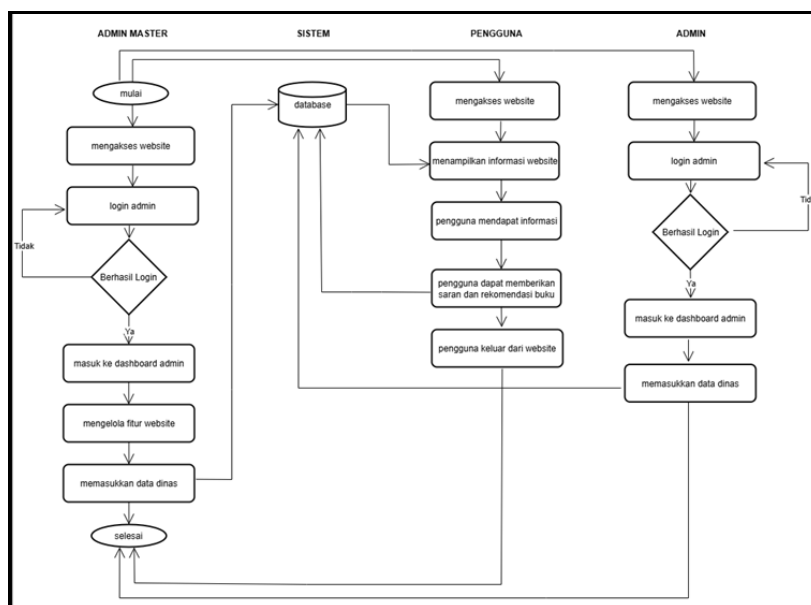 ADMIN MASTER
SISTEM
PENGGUNA
ADMIN
mulai
mengakses website
login admin
Tidak
Berhasil Login
Ya
masuk ke dashboard admin
mengelola fitur website
memasukkan data dinas
selesai
database
mengakses website
menampilkan informasi website
pengguna mendapat informasi
pengguna dapat memberikan
saran dan rekomendasi buku
pengguna keluar dari website
mengakses website
login admin
Tid
Berhasil Login
Ya
masuk ke dashboard admin
memasukkan data dinas